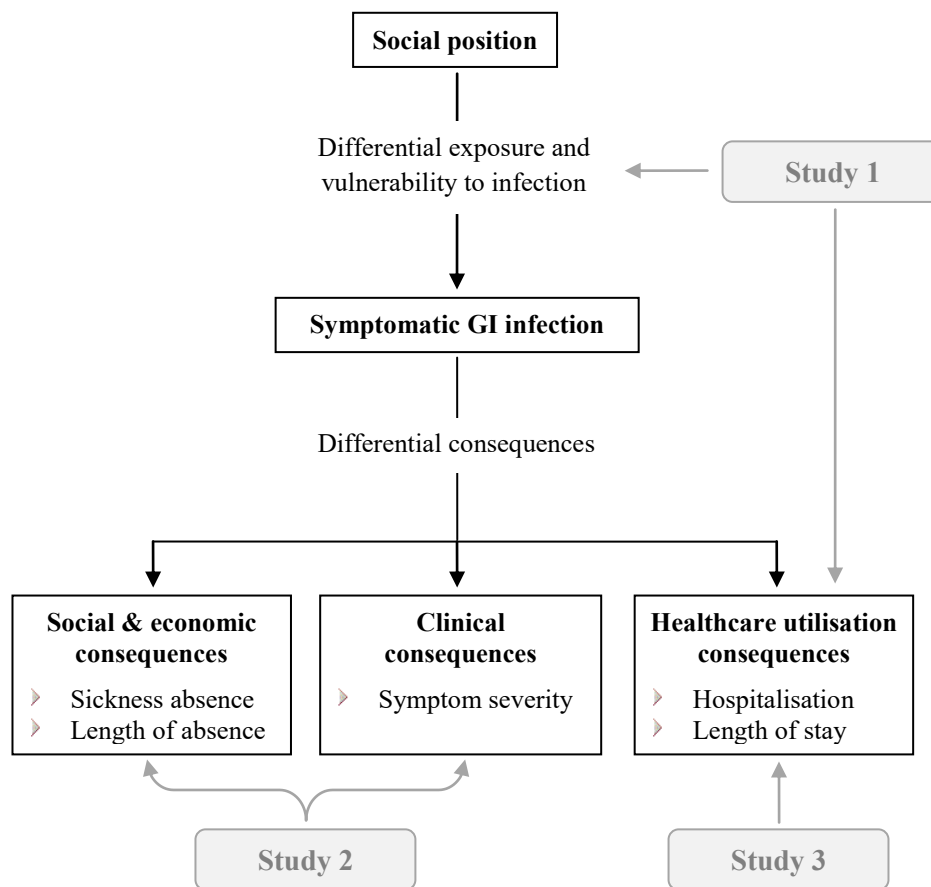 Social position
Differential exposure and
vulnerability to infection
Study 1
Symptomatic GI infection
Differential consequences
Social & economic
consequences
Sickness absence
Length of absence
Clinical
consequences
Symptom severity
Healthcare utilisation
consequences
Hospitalisation
Length of stay
Study 2
Study 3